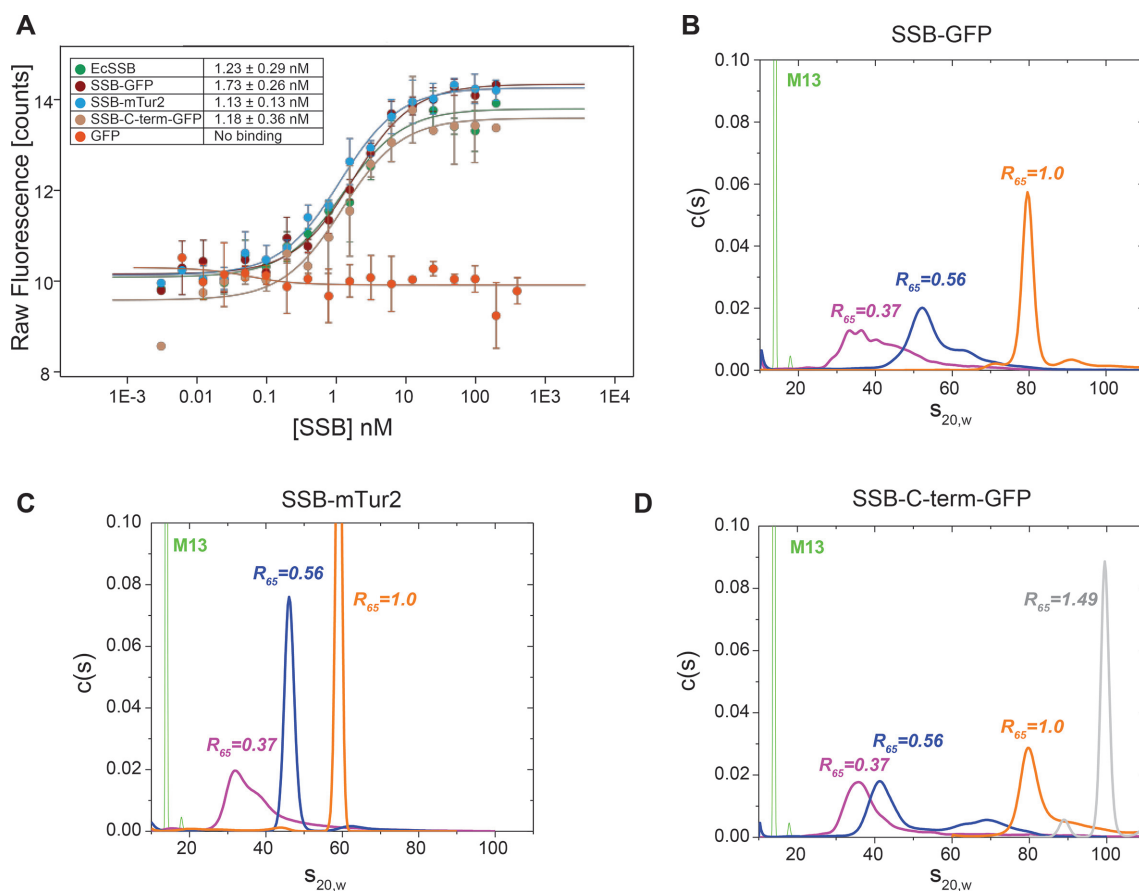 A
EcSSB 1.23 ± 0.29 nM
SSB-GFP 1.73 ± 0.26 nM
SSB-mTur2 1.13 ± 0.13 nM
SSB-C-term-GFP 1.18 ± 0.36 nM
GFP No binding
Raw Fluorescence [counts]
14
12
10
8
1E-3 0.01 0.1 1 10 100 1E3 1E4
[SSB] nM
B
SSB-GFP
M13
R65=0.37
R65=0.56
R65=1.0
c(s)
0.10
0.08
0.06
0.04
0.02
0.00
20 40 60 80 100
s20,w
C
SSB-mTur2
M13
R65=0.37
R65=0.56
R65=1.0
c(s)
0.10
0.08
0.06
0.04
0.02
0.00
20 40 60 80 100
s20,w
D
SSB-C-term-GFP
M13
R65=0.37
R65=0.56
R65=1.0
R65=1.49
c(s)
0.10
0.08
0.06
0.04
0.02
0.00
20 40 60 80 100
s20,w